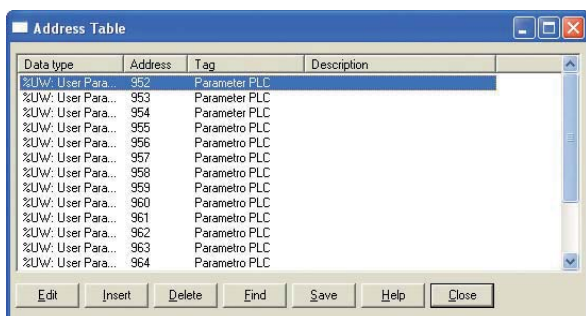 Address Table
Data type Address Tag Description
%UW: User Para... 952 Parameter PLC
%UW: User Para... 953 Parameter PLC
%UW: User Para... 954 Parameter PLC
%UW: User Para... 955 Parametro PLC
%UW: User Para... 956 Parametro PLC
%UW: User Para... 957 Parametro PLC
%UW: User Para... 958 Parametro PLC
%UW: User Para... 959 Parametro PLC
%UW: User Para... 960 Parametro PLC
%UW: User Para... 961 Parametro PLC
%UW: User Para... 962 Parametro PLC
%UW: User Para... 963 Parametro PLC
%UW: User Para... 964 Parametro PLC
Edit Insert Delete Find Save Help Close